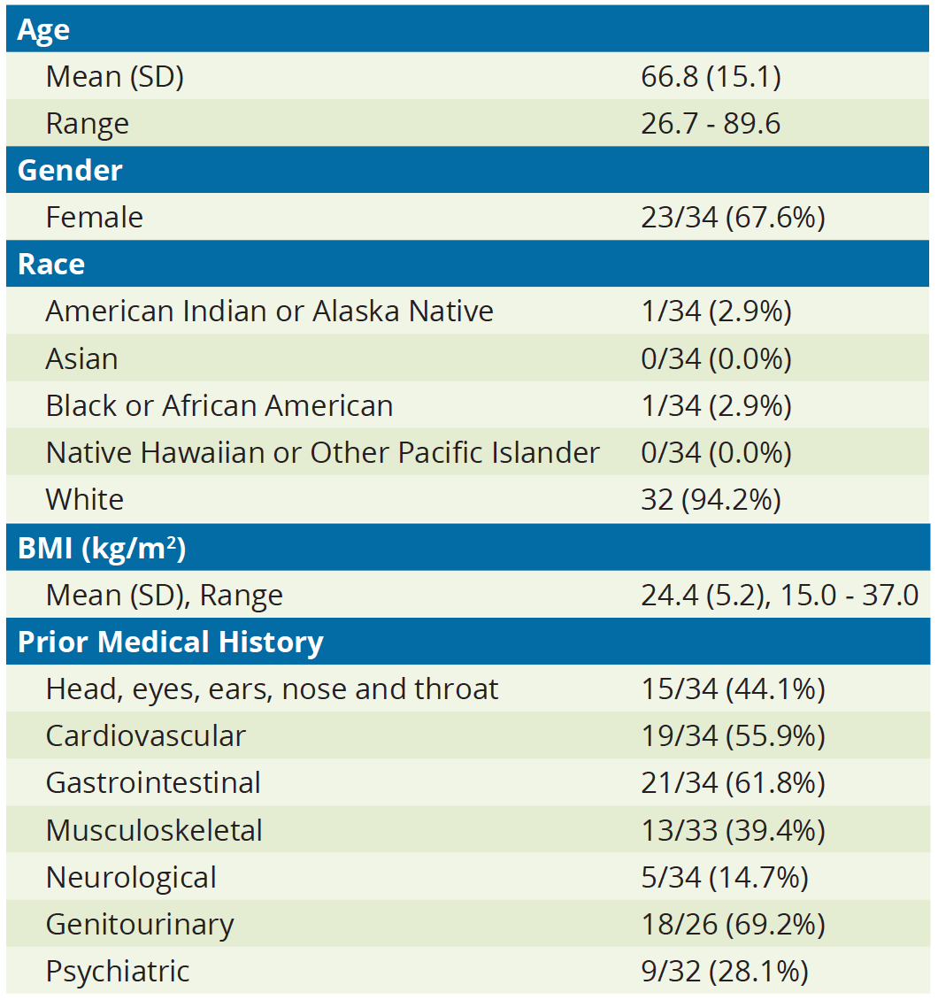 Age
Mean (SD) 66.8 (15.1)
Range 26.7 - 89.6
Gender
Female 23/34 (67.6%)
Race
American Indian or Alaska Native 1/34 (2.9%)
Asian 0/34 (0.0%)
Black or African American 1/34 (2.9%)
Native Hawaiian or Other Pacific Islander 0/34 (0.0%)
White 32 (94.2%)
BMI (kg/m²)
Mean (SD), Range 24.4 (5.2), 15.0 - 37.0
Prior Medical History
Head, eyes, ears, nose and throat 15/34 (44.1%)
Cardiovascular 19/34 (55.9%)
Gastrointestinal 21/34 (61.8%)
Musculoskeletal 13/33 (39.4%)
Neurological 5/34 (14.7%)
Genitourinary 18/26 (69.2%)
Psychiatric 9/32 (28.1%)